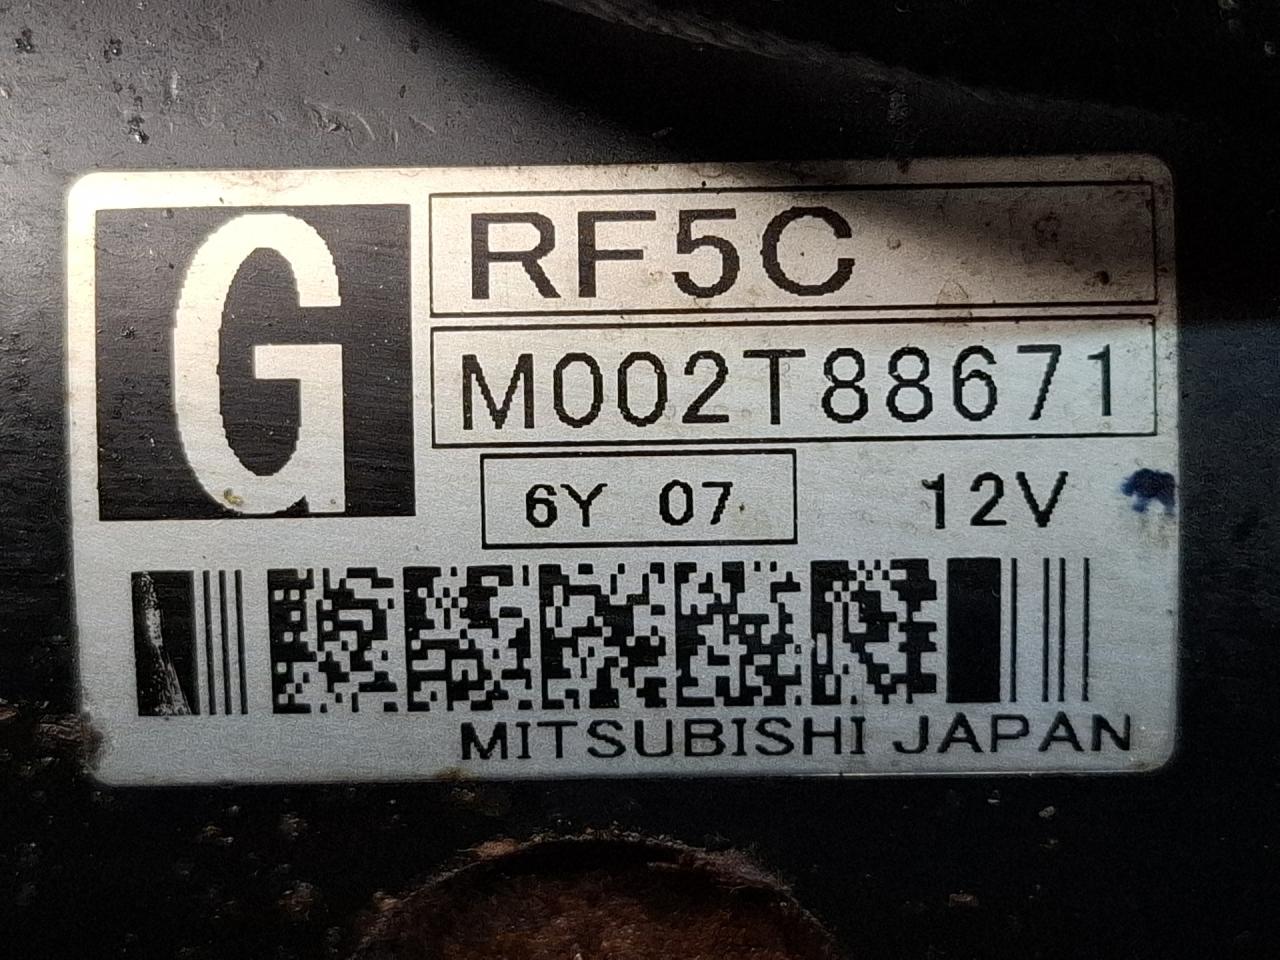 G
RF5C
M002T88671
6Y 07
12V
MITSUBISHI JAPAN